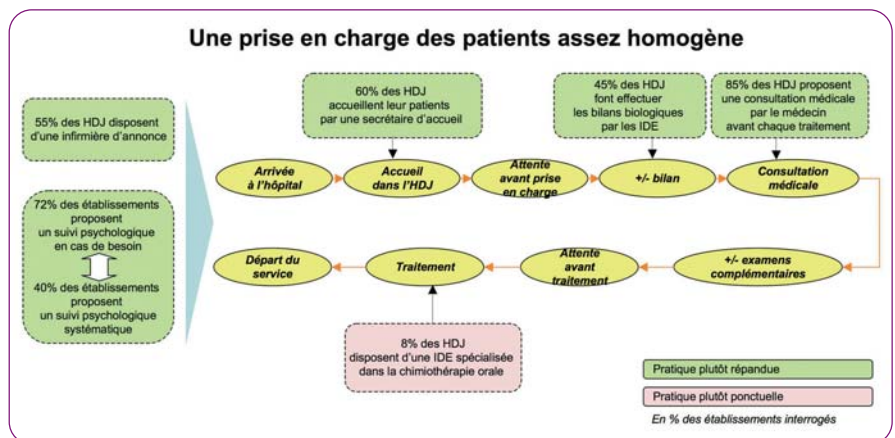 Une prise en charge des patients assez homogène
55% des HDJ disposent
d'une infirmière d'annonce
60% des HDJ
accueillent leur patients
par une secrétaire d'accueil
45% des HDJ
font effectuer
les bilans biologiques
par les IDE
85% des HDJ proposent
une consultation médicale
par le médecin
avant chaque traitement
Arrivée
à l'hôpital
Accueil
dans l'HDJ
Attente
avant prise
en charge
+/- bilan
Consultation
médicale
72% des établissements
proposent
un suivi psychologique
en cas de besoin
40% des établissements
proposent
un suivi psychologique
systématique
Départ du
service
Traitement
Attente
avant
traitement
+/- examens
complémentaires
8% des HDJ
disposent d'une IDE spécialisée
dans la chimiothérapie orale
Pratique plutôt répandue
Pratique plutôt ponctuelle
En % des établissements interrogés